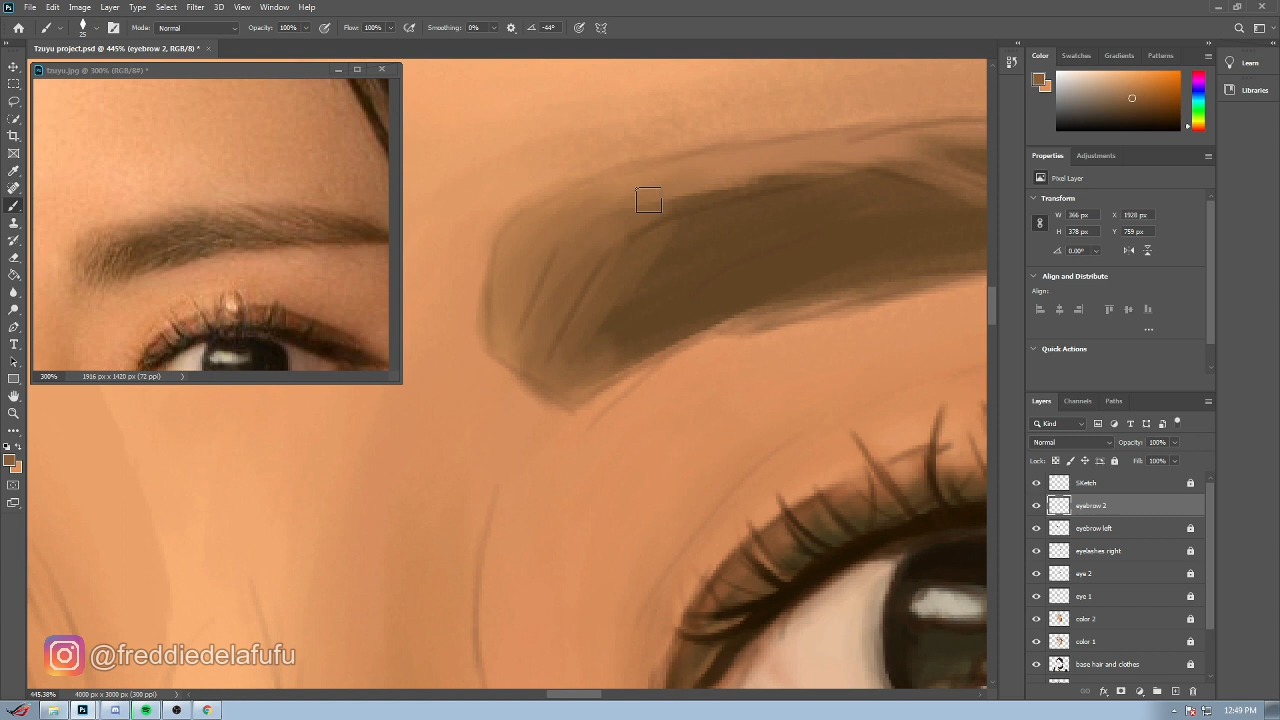 File Edit Image Layer Type Select Filter 3D View Window Help
25 Mode: Normal Opacity: 100% Flow: 100% Smoothing: 0% -44°
Tzuyu project.psd @ 445% (eyebrow 2, RGB/8) *
tzuyu.jpg @ 300% (RGB/8#) *
300% 1916 px x 1420 px (72 ppi)
Color Swatches Gradients Patterns
Learn
Libraries
Properties Adjustments
Pixel Layer
Transform
W 366 px X 1928 px
H 378 px Y 759 px
0.00°
Align and Distribute
Align:
Quick Actions
Layers Channels Paths
Kind
Normal Opacity: 100%
Lock: Fill: 100%
SKetch
eyebrow 2
eyebrow left
eyelashes right
eye 2
eye 1
color 2
color 1
base hair and clothes
@freddiedelafufu
445.38% 4000 px x 3000 px (300 ppi)
12:49 PM